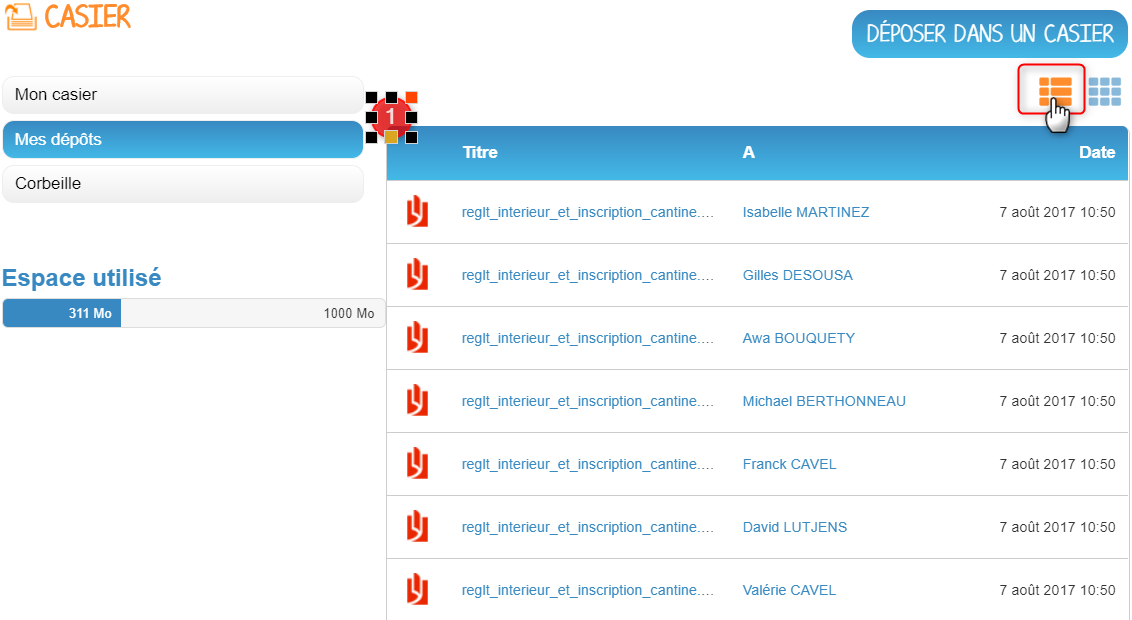 CASIER
DÉPOSER DANS UN CASIER
Mon casier
Mes dépôts
Corbeille
Espace utilisé
311 Mo 1000 Mo
1
Titre A Date
reglt_interieur_et_inscription_cantine.... Isabelle MARTINEZ 7 août 2017 10:50
reglt_interieur_et_inscription_cantine.... Gilles DESOUSA 7 août 2017 10:50
reglt_interieur_et_inscription_cantine.... Awa BOUQUETY 7 août 2017 10:50
reglt_interieur_et_inscription_cantine.... Michael BERTHONNEAU 7 août 2017 10:50
reglt_interieur_et_inscription_cantine.... Franck CAVEL 7 août 2017 10:50
reglt_interieur_et_inscription_cantine.... David LUTJENS 7 août 2017 10:50
reglt_interieur_et_inscription_cantine.... Valérie CAVEL 7 août 2017 10:50